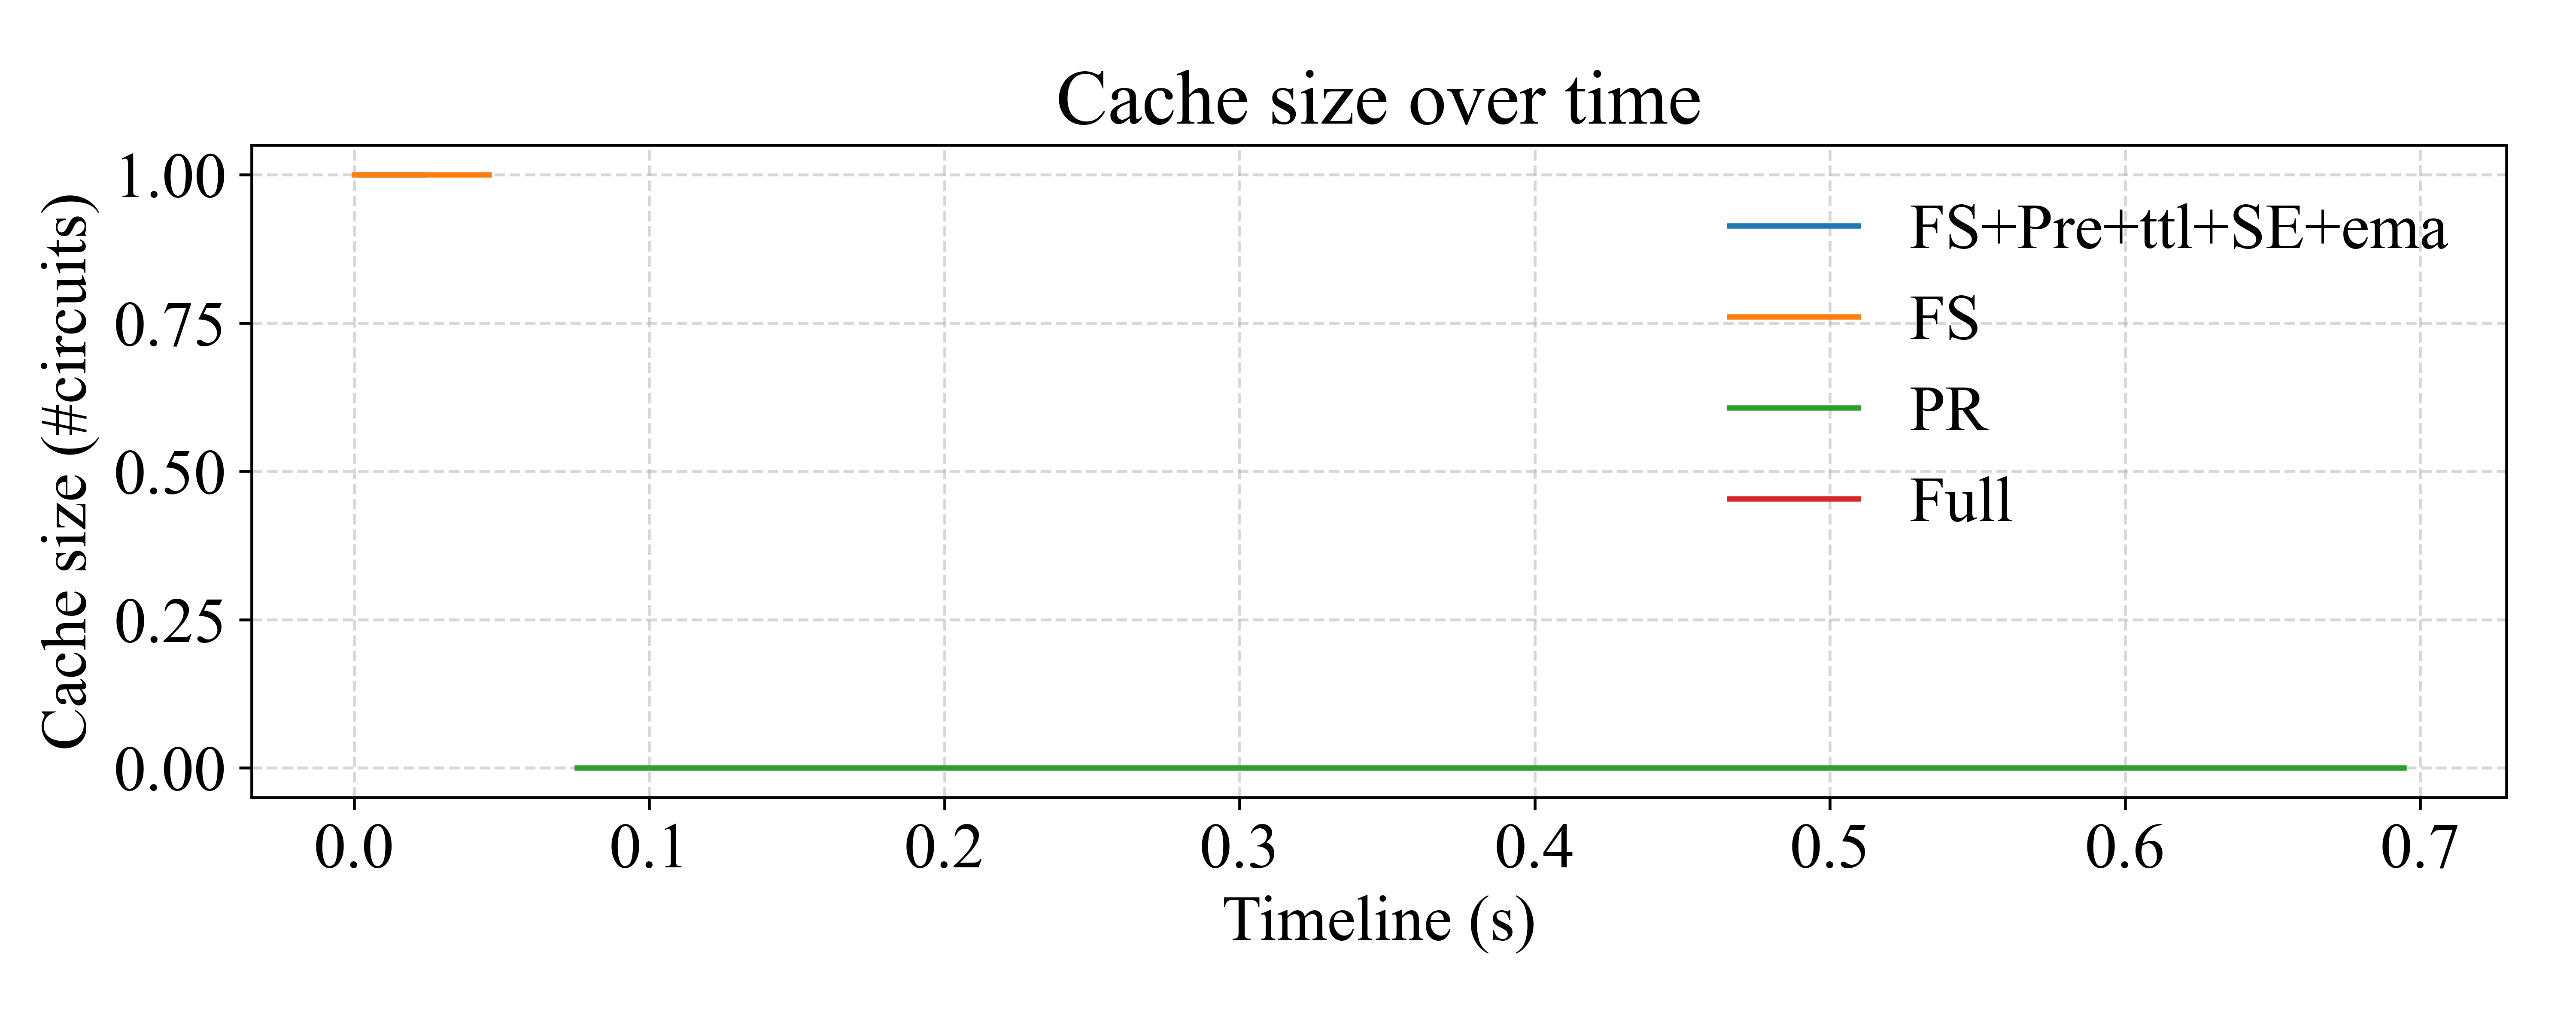 Cache size over time
Cache size (#circuits)
1.00
0.75
0.50
0.25
0.00
FS+Pre+ttl+SE+ema
FS
PR
Full
0.0 0.1 0.2 0.3 0.4 0.5 0.6 0.7
Timeline (s)